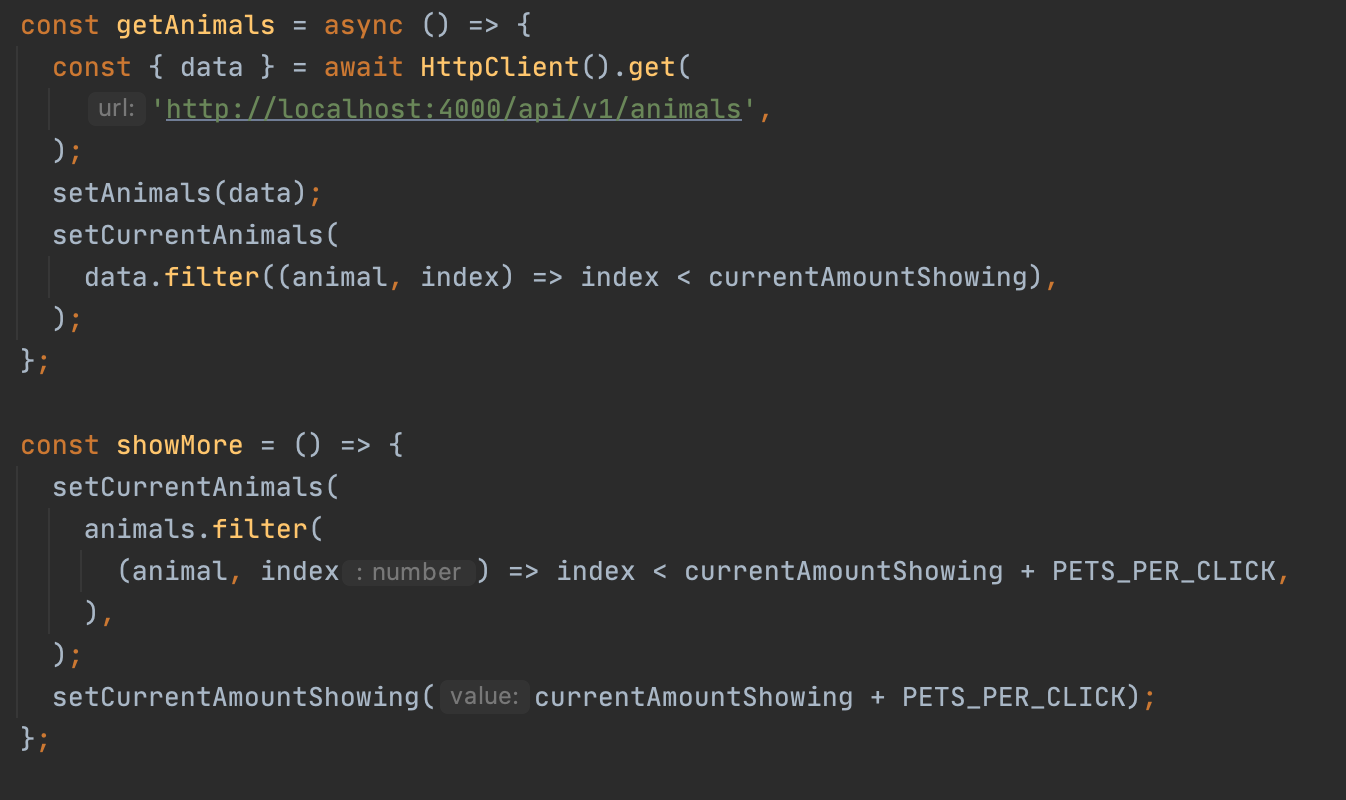 const getAnimals = async () => {
  const { data } = await HttpClient().get(
    url: 'http://localhost:4000/api/v1/animals',
  );
  setAnimals(data);
  setCurrentAnimals(
    data.filter((animal, index) => index < currentAmountShowing),
  );
};

const showMore = () => {
  setCurrentAnimals(
    animals.filter(
      (animal, index : number ) => index < currentAmountShowing + PETS_PER_CLICK,
    ),
  );
  setCurrentAmountShowing( value: currentAmountShowing + PETS_PER_CLICK);
};